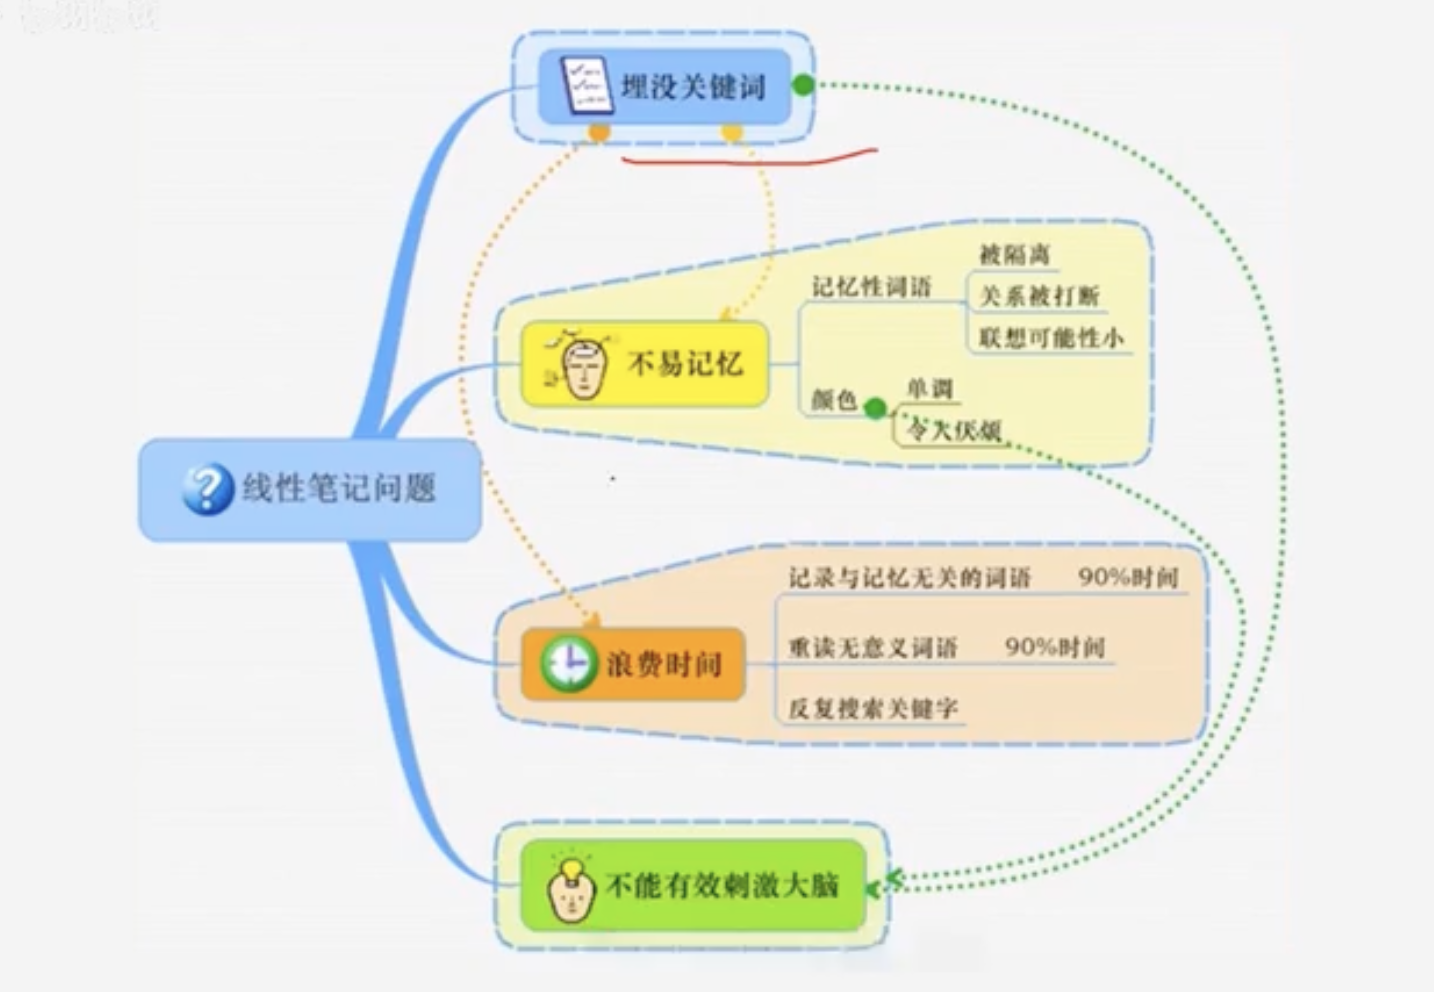 埋没关键词
被隔离
记忆性词语
关系被打断
联想可能性小
不易记忆
单调
颜色
令人厌烦
线性笔记问题
记录与记忆无关的词语 90%时间
重读无意义词语 90%时间
浪费时间
反复搜索关键字
不能有效刺激大脑